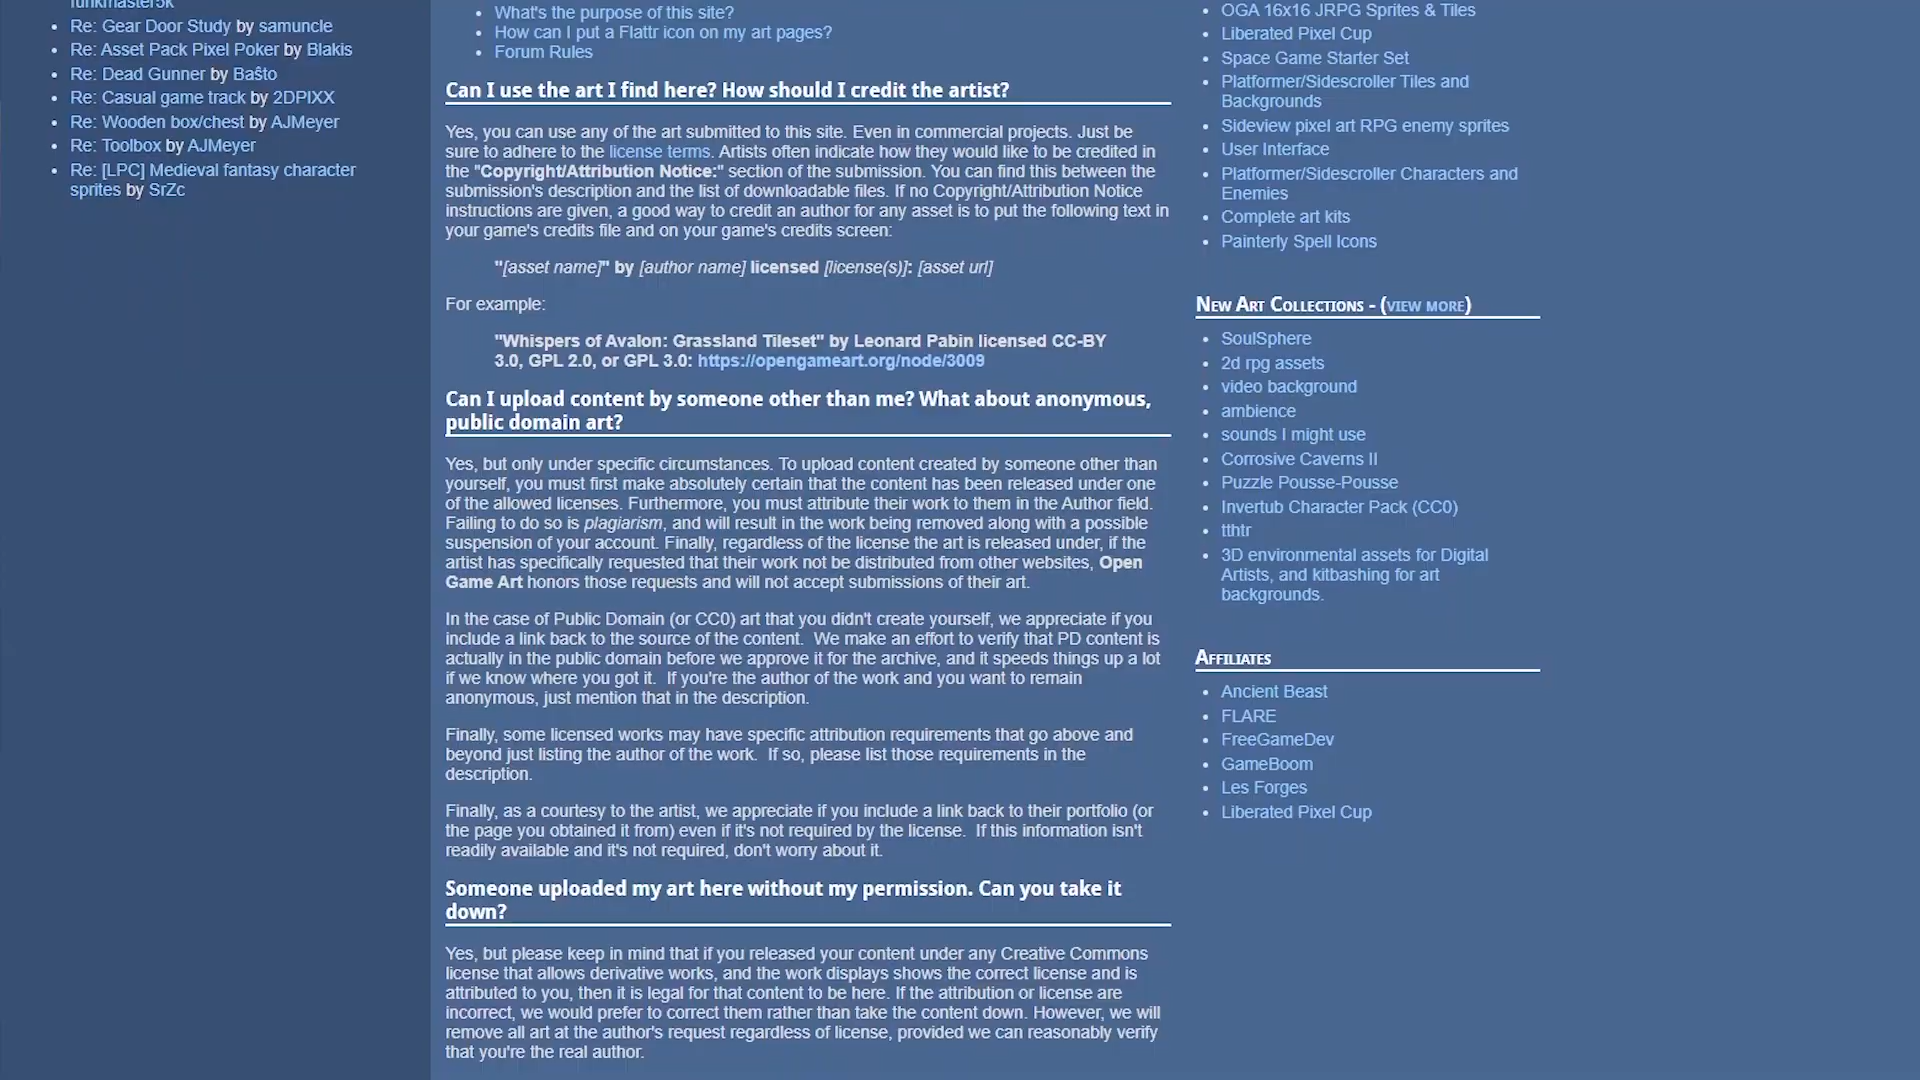 funkmaster5k
Re: Gear Door Study by samuncle
Re: Asset Pack Pixel Poker by Blakis
Re: Dead Gunner by Baŝto
Re: Casual game track by 2DPIXX
Re: Wooden box/chest by AJMeyer
Re: Toolbox by AJMeyer
Re: [LPC] Medieval fantasy character
sprites by SrZc
What's the purpose of this site?
How can I put a Flattr icon on my art pages?
Forum Rules
Can I use the art I find here? How should I credit the artist?
Yes, you can use any of the art submitted to this site. Even in commercial projects. Just be
sure to adhere to the license terms. Artists often indicate how they would like to be credited in
the "Copyright/Attribution Notice:" section of the submission. You can find this between the
submission's description and the list of downloadable files. If no Copyright/Attribution Notice
instructions are given, a good way to credit an author for any asset is to put the following text in
your game's credits file and on your game's credits screen:
"[asset name]" by [author name] licensed [license(s)]: [asset url]
For example:
"Whispers of Avalon: Grassland Tileset" by Leonard Pabin licensed CC-BY
3.0, GPL 2.0, or GPL 3.0: https://opengameart.org/node/3009
Can I upload content by someone other than me? What about anonymous,
public domain art?
Yes, but only under specific circumstances. To upload content created by someone other than
yourself, you must first make absolutely certain that the content has been released under one
of the allowed licenses. Furthermore, you must attribute their work to them in the Author field.
Failing to do so is plagiarism, and will result in the work being removed along with a possible
suspension of your account. Finally, regardless of the license the art is released under, if the
artist has specifically requested that their work not be distributed from other websites, Open
Game Art honors those requests and will not accept submissions of their art.
In the case of Public Domain (or CC0) art that you didn't create yourself, we appreciate if you
include a link back to the source of the content.  We make an effort to verify that PD content is
actually in the public domain before we approve it for the archive, and it speeds things up a lot
if we know where you got it.  If you're the author of the work and you want to remain
anonymous, just mention that in the description.
Finally, some licensed works may have specific attribution requirements that go above and
beyond just listing the author of the work.  If so, please list those requirements in the
description.
Finally, as a courtesy to the artist, we appreciate if you include a link back to their portfolio (or
the page you obtained it from) even if it's not required by the license.  If this information isn't
readily available and it's not required, don't worry about it.
Someone uploaded my art here without my permission. Can you take it
down?
Yes, but please keep in mind that if you released your content under any Creative Commons
license that allows derivative works, and the work displays shows the correct license and is
attributed to you, then it is legal for that content to be here. If the attribution or license are
incorrect, we would prefer to correct them rather than take the content down. However, we will
remove all art at the author's request regardless of license, provided we can reasonably verify
that you're the real author.
OGA 16x16 JRPG Sprites & Tiles
Liberated Pixel Cup
Space Game Starter Set
Platformer/Sidescroller Tiles and
Backgrounds
Sideview pixel art RPG enemy sprites
User Interface
Platformer/Sidescroller Characters and
Enemies
Complete art kits
Painterly Spell Icons
New Art Collections - (view more)
SoulSphere
2d rpg assets
video background
ambience
sounds I might use
Corrosive Caverns II
Puzzle Pousse-Pousse
Invertub Character Pack (CC0)
tthtr
3D environmental assets for Digital
Artists, and kitbashing for art
backgrounds.
Affiliates
Ancient Beast
FLARE
FreeGameDev
GameBoom
Les Forges
Liberated Pixel Cup